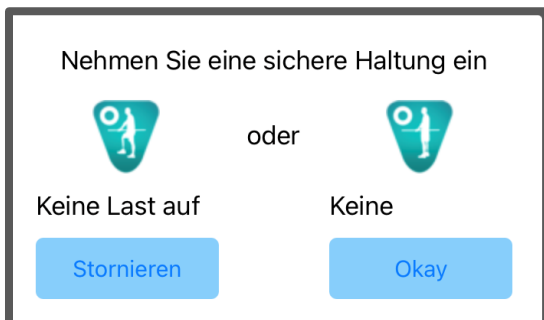 Nehmen Sie eine sichere Haltung ein
oder
Keine Last auf
Keine
Stornieren
Okay